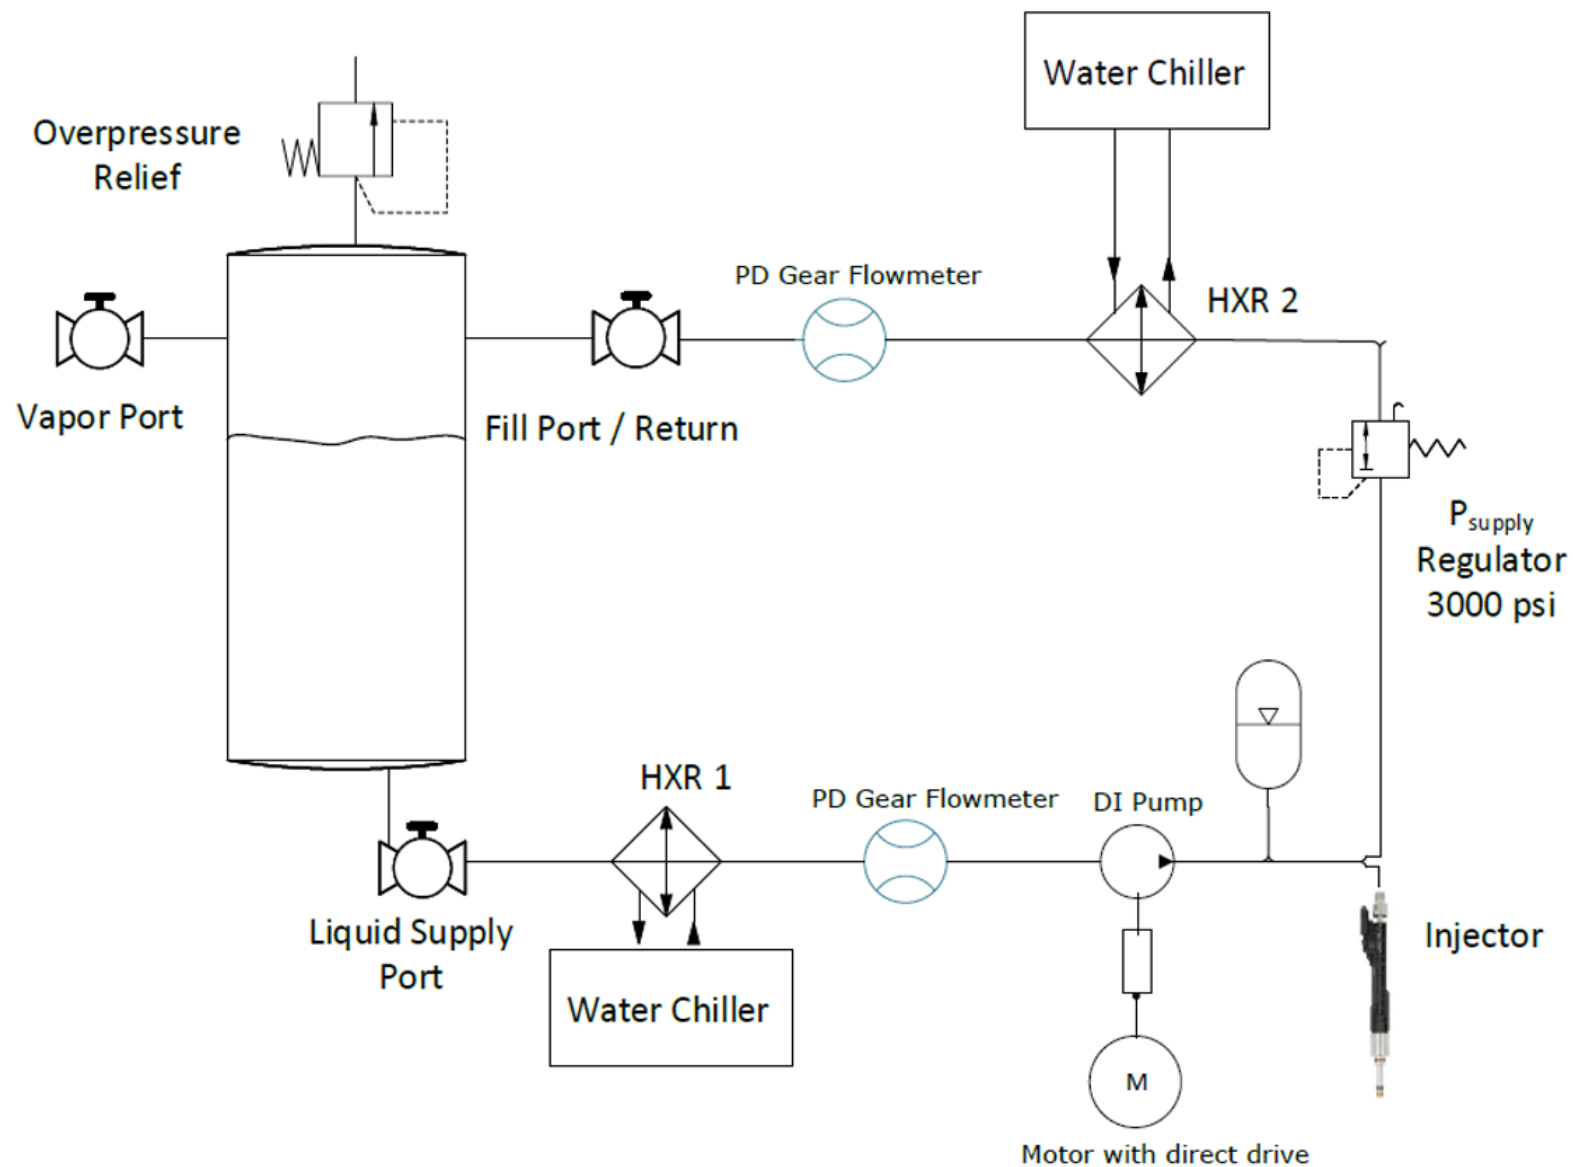 Water Chiller
Overpressure
Relief
PD Gear Flowmeter
HXR 2
Vapor Port
Fill Port / Return
Psupply
Regulator
3000 psi
HXR 1
PD Gear Flowmeter
DI Pump
Liquid Supply
Port
Injector
Water Chiller
M
Motor with direct drive